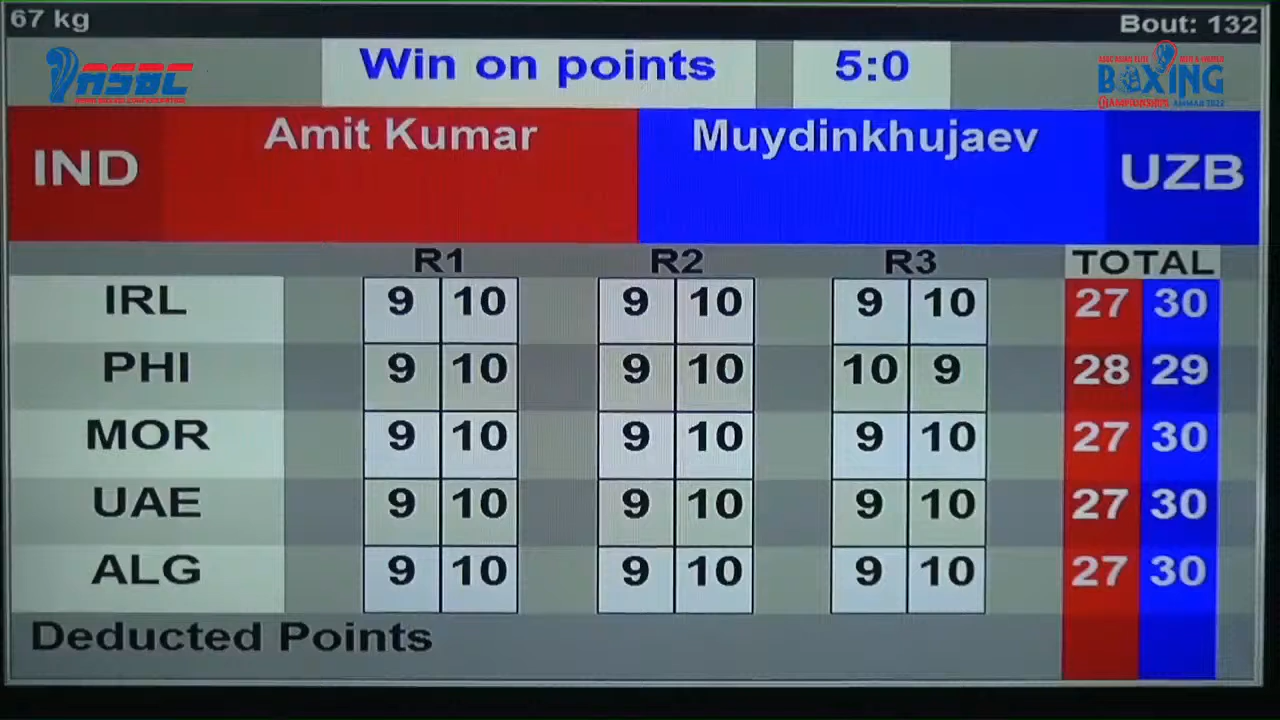 67 kg
Bout: 132
ASBC
Win on points
5:0
BOXING
AMMAN 2022
IND
Amit Kumar
Muydinkhujaev
UZB
R1 R2 R3 TOTAL
IRL 9 10 9 10 9 10 27 30
PHI 9 10 9 10 10 9 28 29
MOR 9 10 9 10 9 10 27 30
UAE 9 10 9 10 9 10 27 30
ALG 9 10 9 10 9 10 27 30
Deducted Points